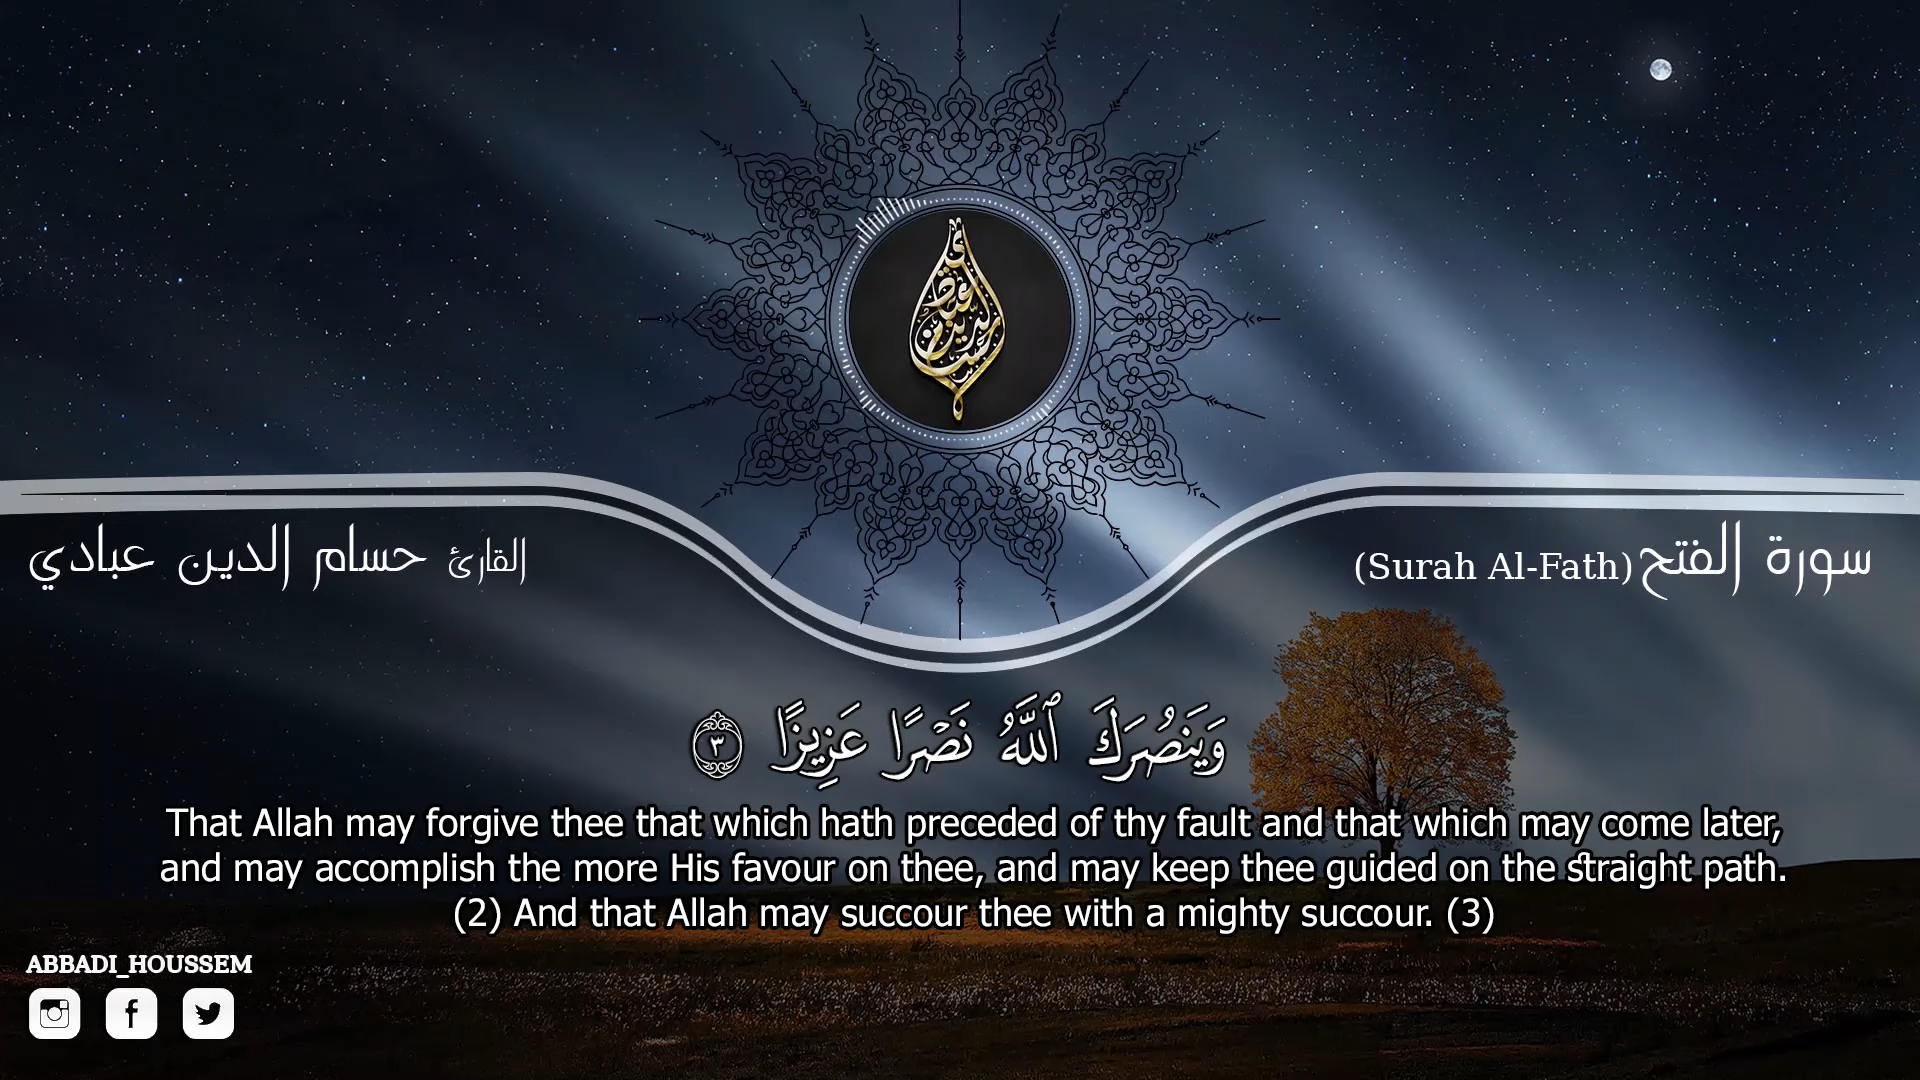 القارئ حسام الدين عبادي
سورة الفتح (Surah Al-Fath)
وَيَنصُرَكَ ٱللَّهُ نَصْرًا عَزِيزًا ٣
That Allah may forgive thee that which hath preceded of thy fault and that which may come later,
and may accomplish the more His favour on thee, and may keep thee guided on the straight path.
(2) And that Allah may succour thee with a mighty succour. (3)
ABBADI_HOUSSEM